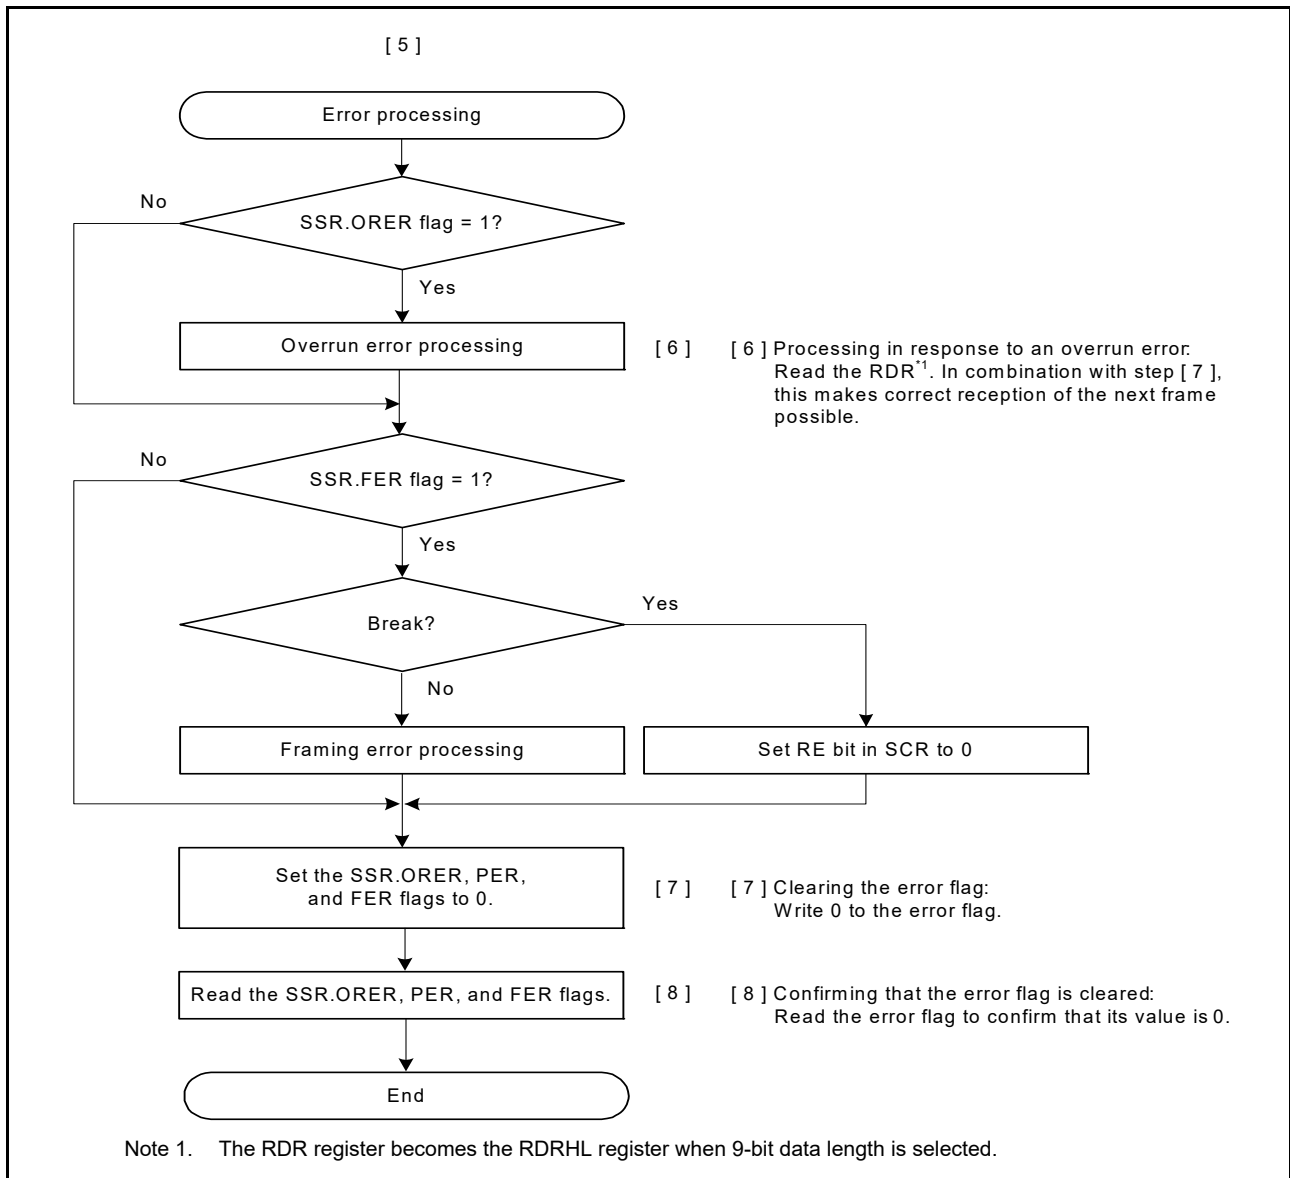 [ 5 ]
Error processing
No
SSR.ORER flag = 1?
Yes
Overrun error processing
[ 6 ]
[ 6 ] Processing in response to an overrun error:
Read the RDR*1. In combination with step [ 7 ],
this makes correct reception of the next frame
possible.
No
SSR.FER flag = 1?
Yes
Break?
Yes
No
Framing error processing
Set RE bit in SCR to 0
Set the SSR.ORER, PER,
and FER flags to 0.
[ 7 ]
[ 7 ] Clearing the error flag:
Write 0 to the error flag.
Read the SSR.ORER, PER, and FER flags.
[ 8 ]
[ 8 ] Confirming that the error flag is cleared:
Read the error flag to confirm that its value is 0.
End
Note 1. The RDR register becomes the RDRHL register when 9-bit data length is selected.